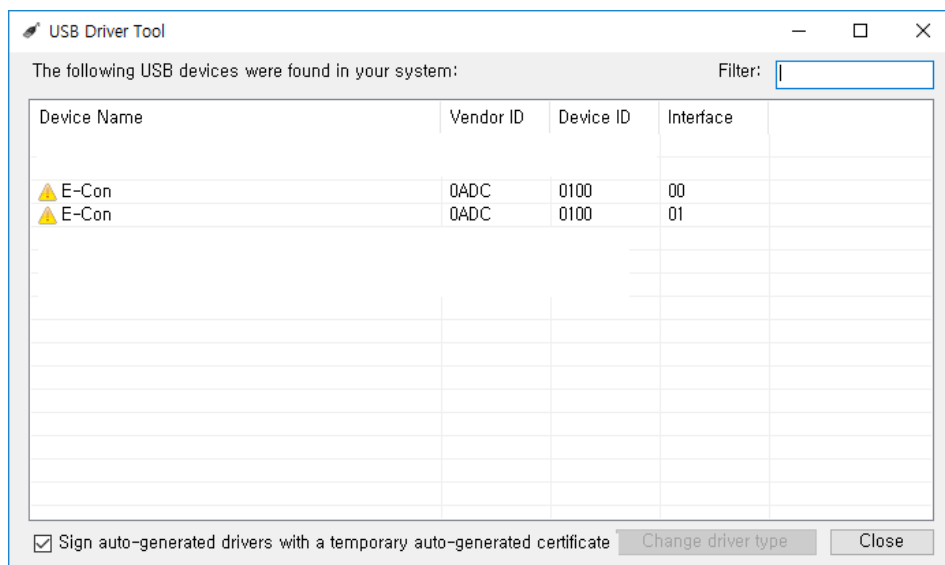 USB Driver Tool
The following USB devices were found in your system: Filter:
Device Name Vendor ID Device ID Interface
E-Con 0ADC 0100 00
E-Con 0ADC 0100 01
Sign auto-generated drivers with a temporary auto-generated certificate Change driver type Close